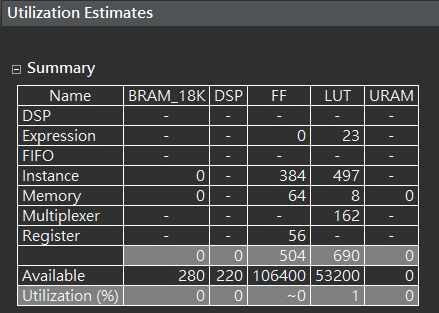 Utilization Estimates
Summary
Name BRAM_18K DSP FF LUT URAM
DSP - - - - -
Expression - - 0 23 -
FIFO - - - - -
Instance 0 - 384 497 -
Memory 0 - 64 8 0
Multiplexer - - - 162 -
Register - - 56 - -
0 0 504 690 0
Available 280 220 106400 53200 0
Utilization (%) 0 0 ~0 1 0